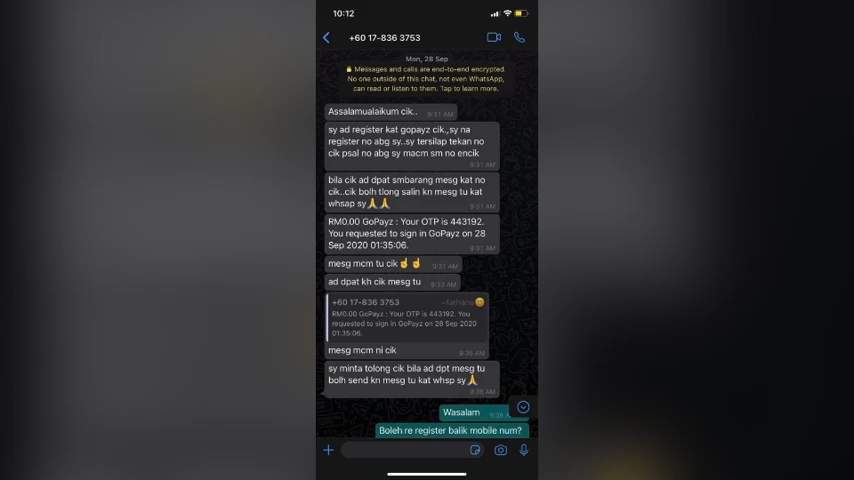 10:12
+60 17-836 3753
Mon, 28 Sep
Messages and calls are end-to-end encrypted.
No one outside of this chat, not even WhatsApp,
can read or listen to them. Tap to learn more.
Assalamualaikum cik..
9:31 AM
sy ad register kat gopayz cik.,sy na
register no abg sy..sy tersilap tekan no
cik psal no abg sy macm sm no encik
9:31 AM
bila cik ad dpat smbarang mesg kat no
cik..cik bolh tlong salin kn mesg tu kat
whsap sy🙏🙏
9:31 AM
RM0.00 GoPayz : Your OTP is 443192.
You requested to sign in GoPayz on 28
Sep 2020 01:35:06.
9:31 AM
mesg mcm tu cik☝️☝️
9:31 AM
ad dpat kh cik mesg tu
9:33 AM
+60 17-836 3753
~farhana😊
RM0.00 GoPayz : Your OTP is 443192. You
requested to sign in GoPayz on 28 Sep 2020
01:35:06.
mesg mcm ni cik
9:35 AM
sy minta tolong cik bila ad dpt mesg tu
bolh send kn mesg tu kat whsp sy🙏
9:36 AM
Wasalam
Boleh re register balik mobile num?